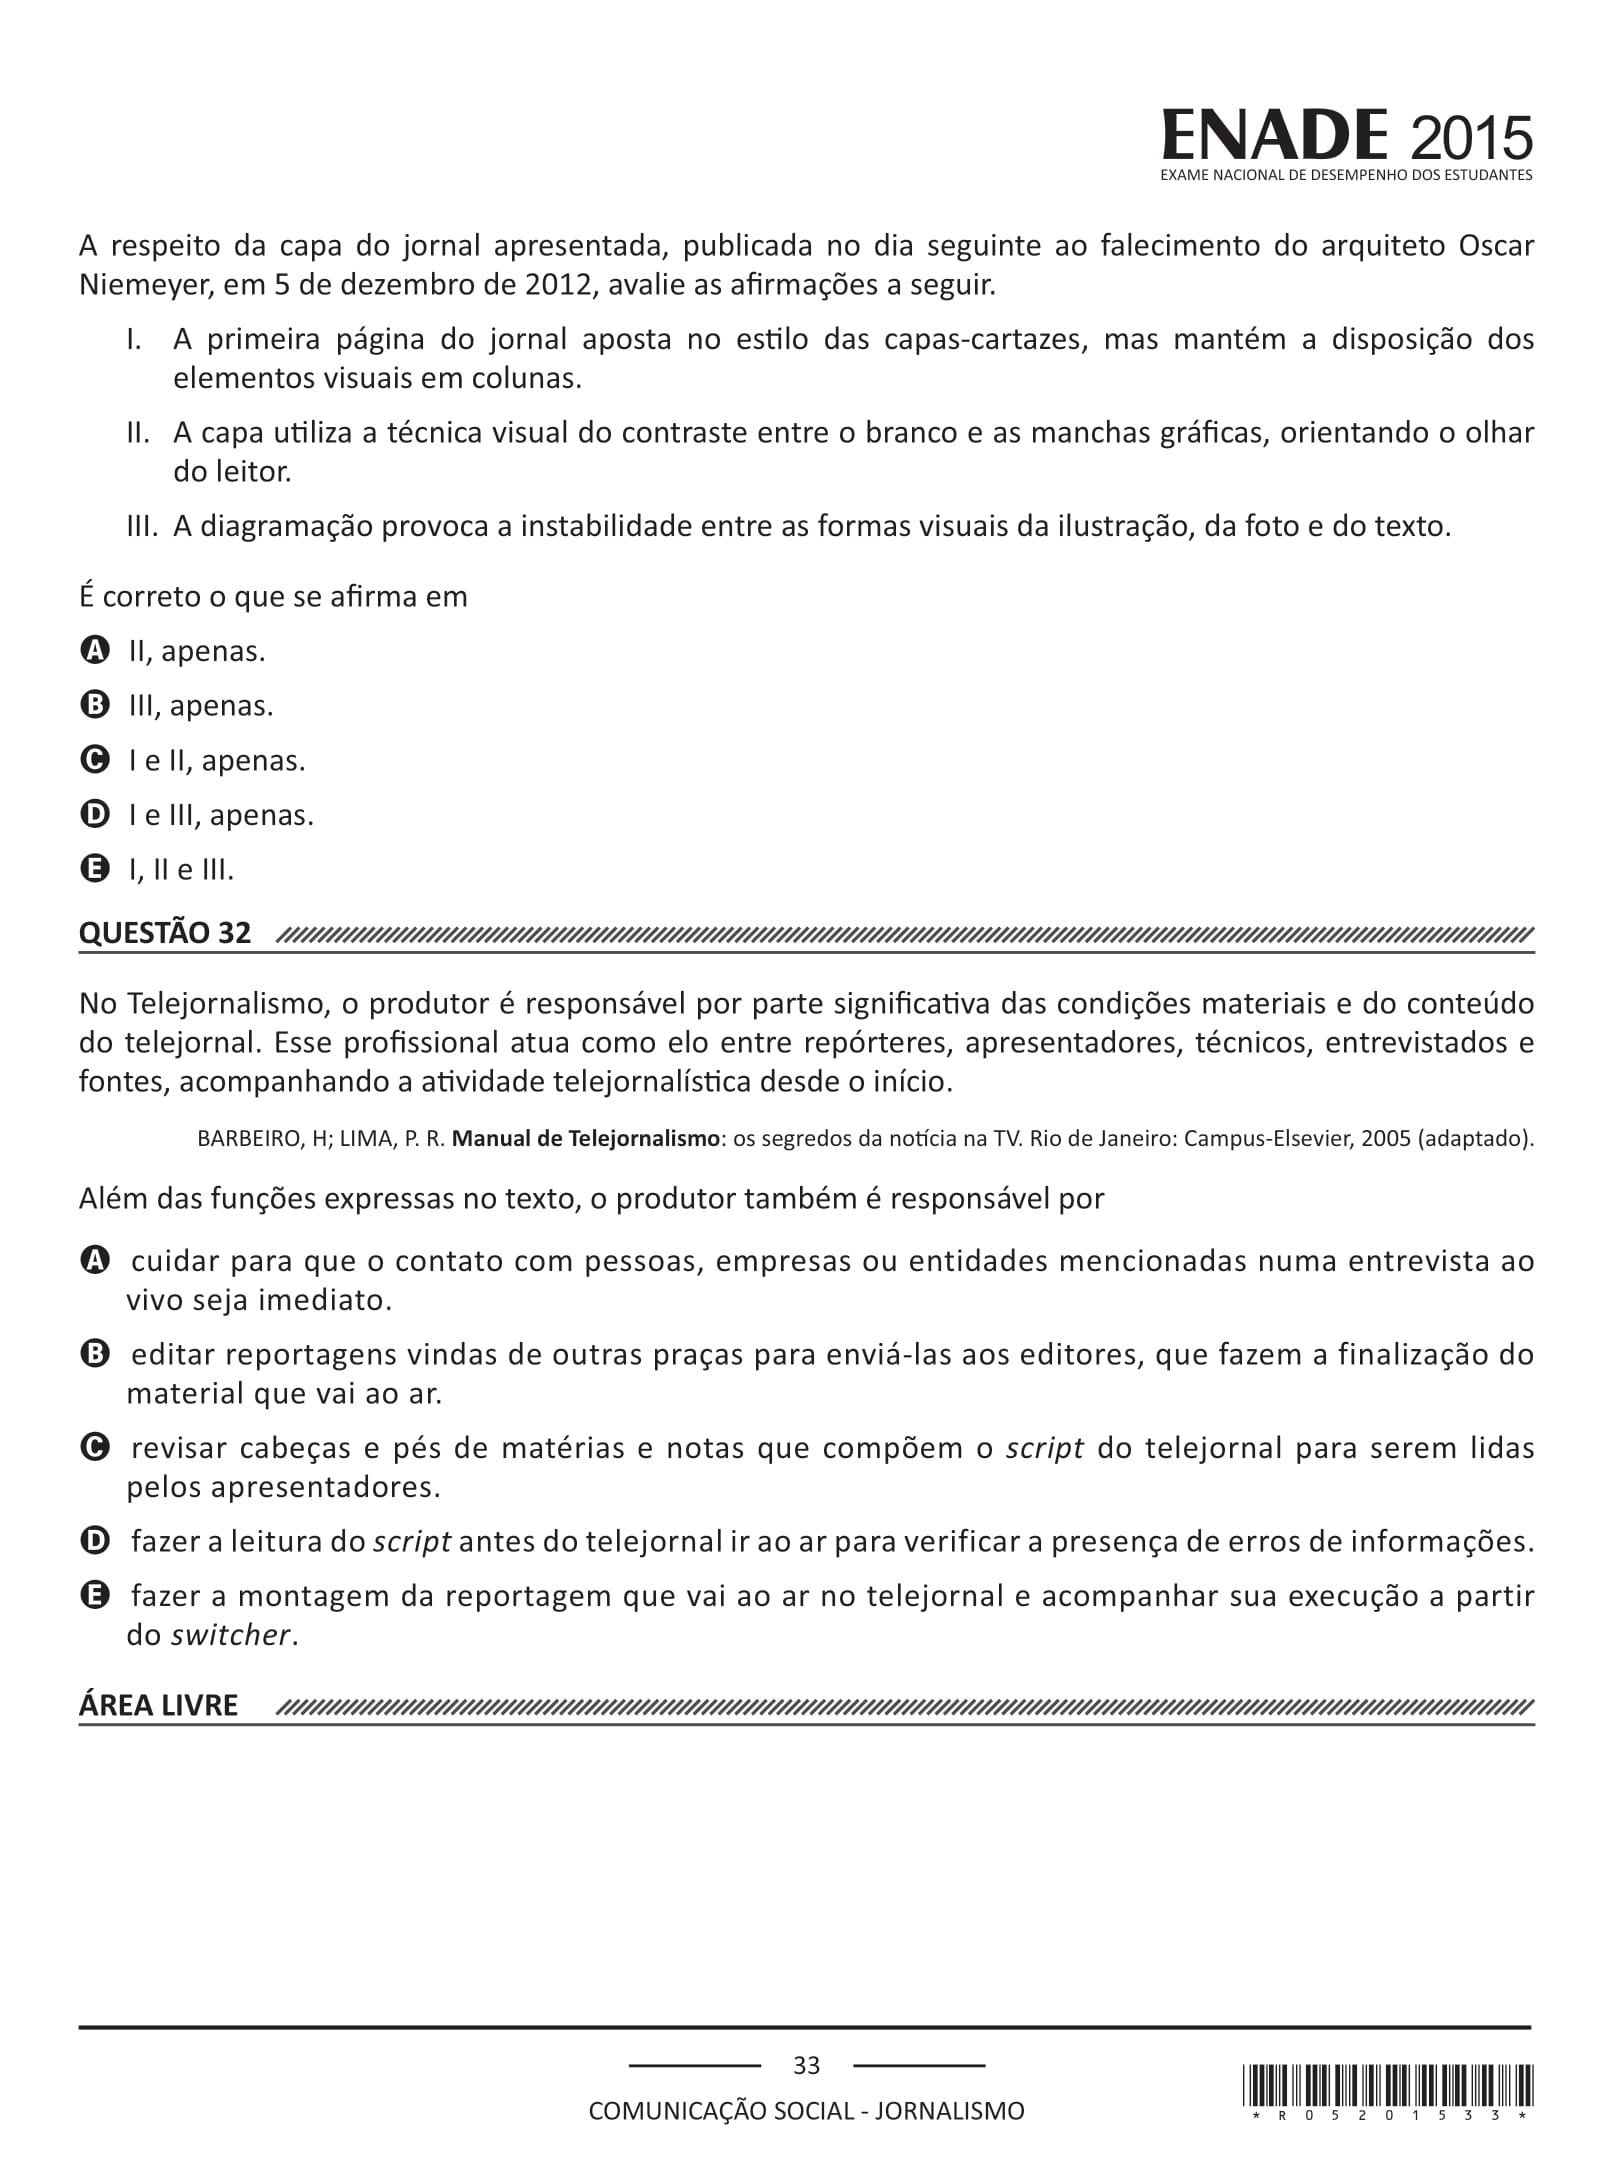 ENADE 2015
EXAME NACIONAL DE DESEMPENHO DOS ESTUDANTES
A respeito da capa do jornal apresentada, publicada no dia seguinte ao falecimento do arquiteto Oscar
Niemeyer, em 5 de dezembro de 2012, avalie as afirmações a seguir.
I. A primeira página do jornal aposta no estilo das capas-cartazes, mas mantém a disposição dos
elementos visuais em colunas.
II. A capa utiliza a técnica visual do contraste entre o branco e as manchas gráficas, orientando o olhar
do leitor.
III. A diagramação provoca a instabilidade entre as formas visuais da ilustração, da foto e do texto.
É correto o que se afirma em
A II, apenas.
B III, apenas.
C I e II, apenas.
D I e III, apenas.
E I, II e III.
QUESTÃO 32
No Telejornalismo, o produtor é responsável por parte significativa das condições materiais e do conteúdo
do telejornal. Esse profissional atua como elo entre repórteres, apresentadores, técnicos, entrevistados e
fontes, acompanhando a atividade telejornalística desde o início.
BARBEIRO, H; LIMA, P. R. Manual de Telejornalismo: os segredos da notícia na TV. Rio de Janeiro: Campus-Elsevier, 2005 (adaptado).
Além das funções expressas no texto, o produtor também é responsável por
A cuidar para que o contato com pessoas, empresas ou entidades mencionadas numa entrevista ao
vivo seja imediato.
B editar reportagens vindas de outras praças para enviá-las aos editores, que fazem a finalização do
material que vai ao ar.
C revisar cabeças e pés de matérias e notas que compõem o script do telejornal para serem lidas
pelos apresentadores.
D fazer a leitura do script antes do telejornal ir ao ar para verificar a presença de erros de informações.
E fazer a montagem da reportagem que vai ao ar no telejornal e acompanhar sua execução a partir
do switcher.
ÁREA LIVRE
33
COMUNICAÇÃO SOCIAL - JORNALISMO
* R 0 5 2 0 1 5 3 3 *